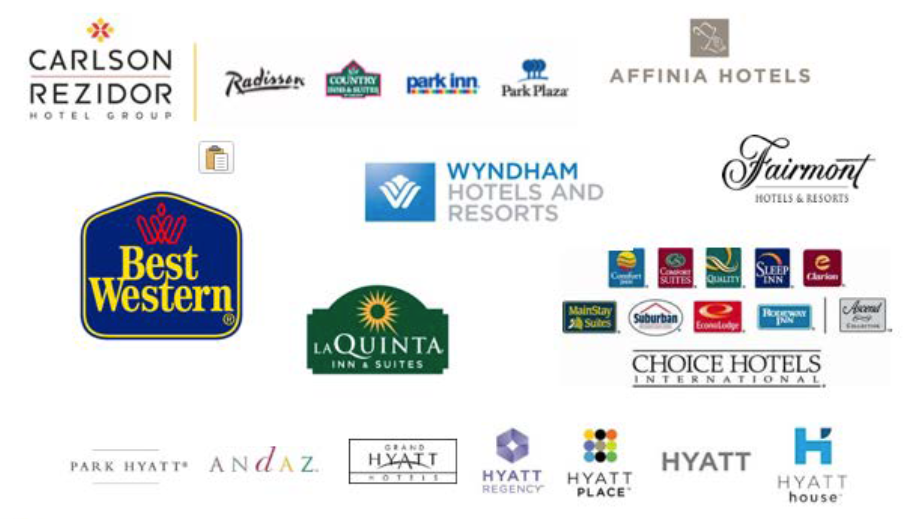 CARLSON
REZIDOR
HOTEL GROUP
Radisson
COUNTRY
INNS & SUITES
park inn
Park Plaza
AFFINIA HOTELS
Best
Western
WYNDHAM
HOTELS AND
RESORTS
Fairmont
HOTELS & RESORTS
LAQUINTA
INN & SUITES
Comfort
INN
COMFORT
SUITES
QUALITY
SLEEP
INN
Clarion
MainStay
Suites
Suburban
EconoLodge
RODEWAY
INN
Ascend
COLLECTION
CHOICE HOTELS
INTERNATIONAL
PARK HYATT
ANdAZ
GRAND
HYATT
HOTELS
HYATT
REGENCY
HYATT
PLACE
HYATT
HYATT
house